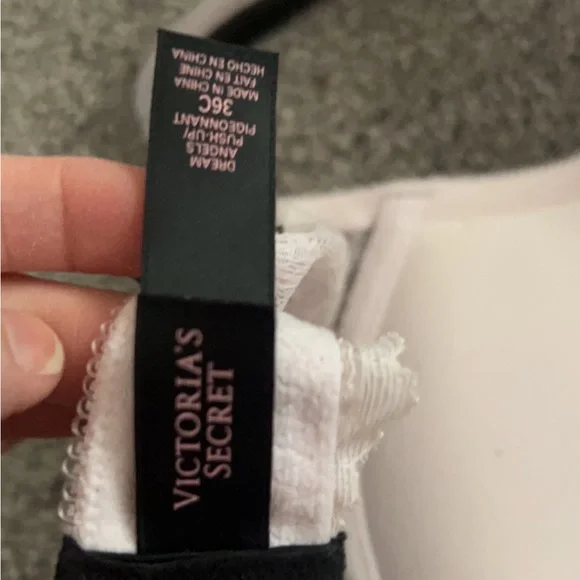 VICTORIA'S
SECRET
DREAM
ANGELS
PUSH-UP/
PIGEONNANT
36C
MADE IN CHINA
FAIT EN CHINE
HECHO EN CHINA